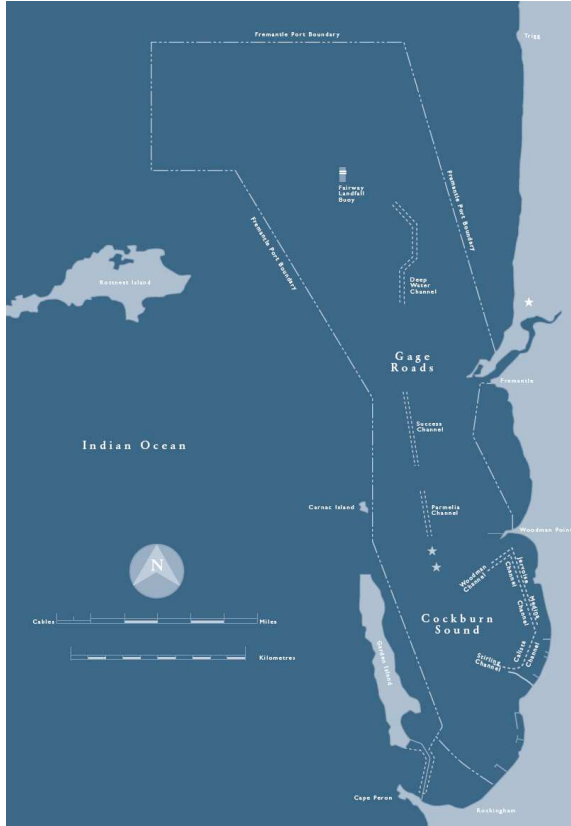 Fremantle Port Boundary
Trigg
Fairway
Landfall
Buoy
Fremantle Port Boundary
Fremantle Port Boundary
Rottnest Island
Deep
Water
Channel
Gage
Roads
Fremantle
Success
Channel
Indian Ocean
Carnac Island
Parmelia
Channel
Woodman Point
N
Woodman
Channel
Jervoise
Channel
Medina
Channel
Cables
Miles
Cockburn
Sound
Kilometres
Garden Island
Stirling
Channel
Calista
Channel
Cape Peron
Rockingham